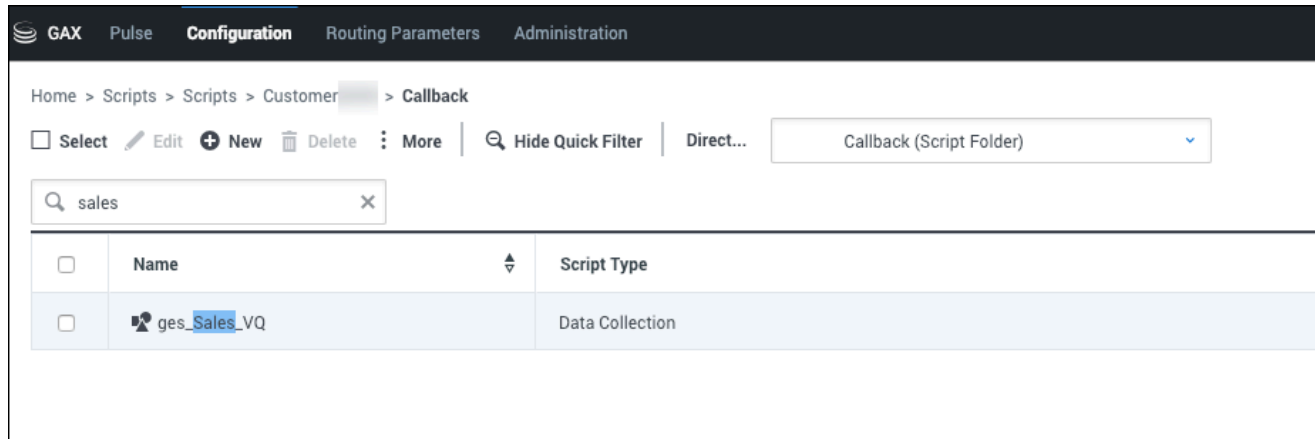 GAX Pulse Configuration Routing Parameters Administration
Home > Scripts > Scripts > Customer > Callback
Select Edit New Delete More Hide Quick Filter Direct... Callback (Script Folder)
sales
Name Script Type
ges_Sales_VQ Data Collection